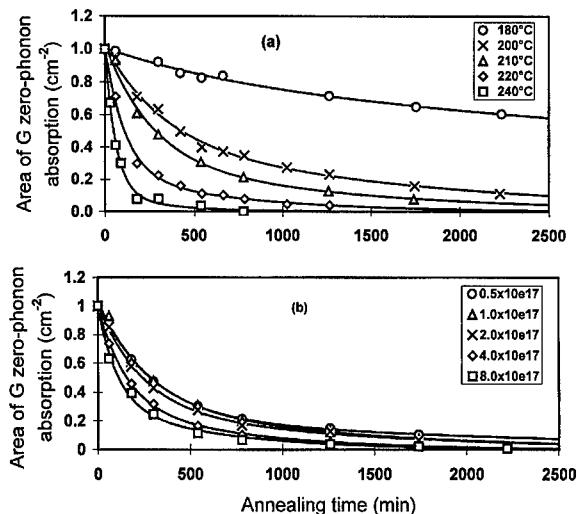 Area of G zero-phonon
absorption (cm-2)
1.2
1.0
0.8
0.6
0.4
0.2
0.0
(a)
180°C
200°C
210°C
220°C
240°C
0 500 1000 1500 2000 2500
Area of G zero-phonon
absorption (cm-2)
1.2
1
0.8
0.6
0.4
0.2
0
(b)
0.5x10e17
1.0x10e17
2.0x10e17
4.0x10e17
8.0x10e17
0 500 1000 1500 2000 2500
Annealing time (min)